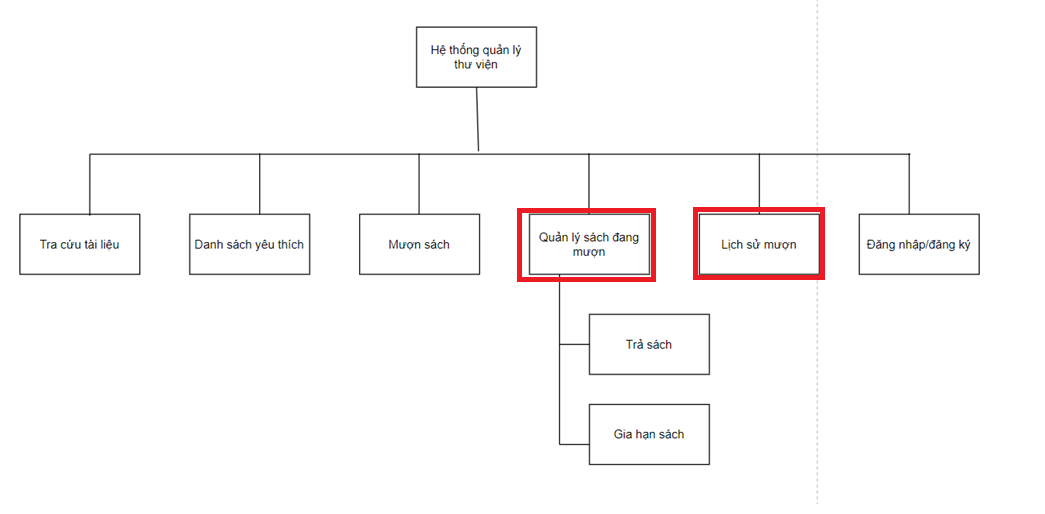 Hệ thống quản lý
thư viện
Tra cứu tài liệu
Danh sách yêu thích
Mượn sách
Quản lý sách đang
mượn
Lịch sử mượn
Đăng nhập/đăng ký
Trả sách
Gia hạn sách